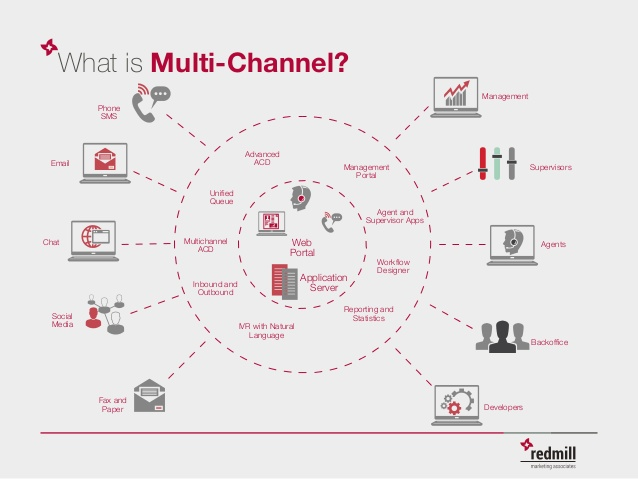 What is Multi-Channel?
Phone
SMS
Management
Email
Advanced
ACD
Management
Portal
Supervisors
Unified
Queue
Agent and
Supervisor Apps
Chat
Multichannel
ACD
Web
Portal
Agents
Workflow
Designer
Inbound and
Outbound
Application
Server
Social
Media
IVR with Natural
Language
Reporting and
Statistics
Backoffice
Fax and
Paper
Developers
redmill
marketing associates